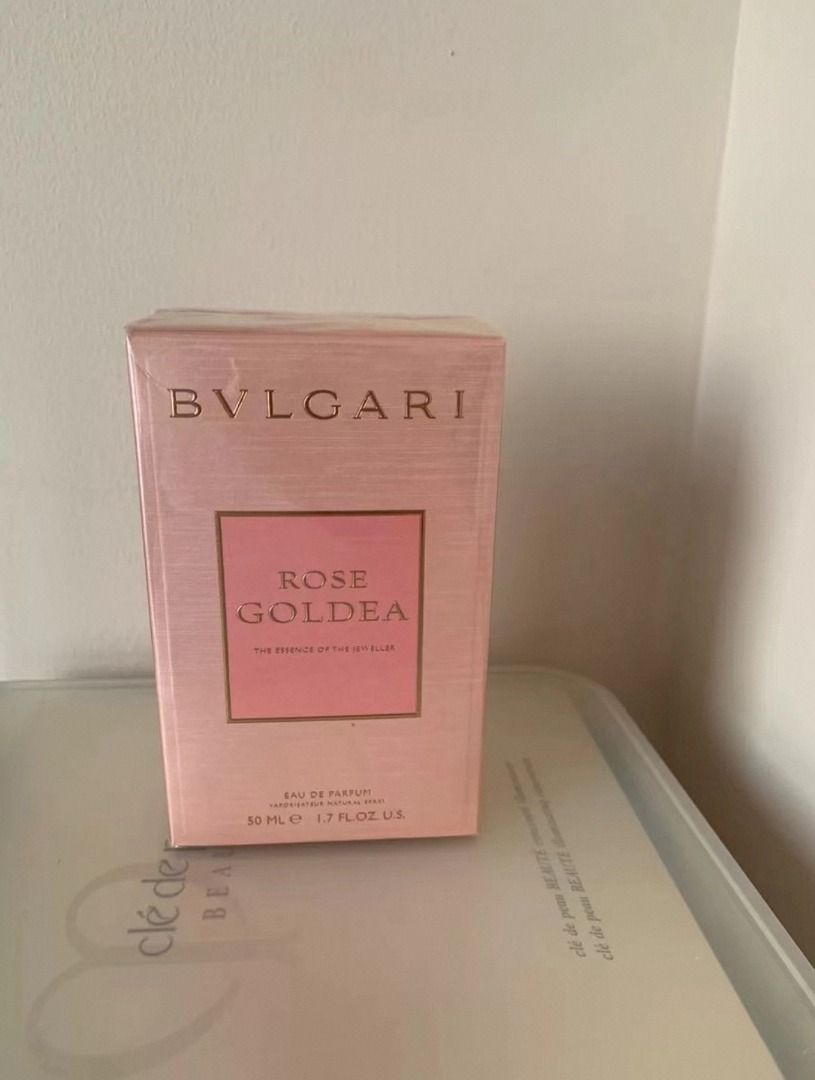 BVLGARI
ROSE
GOLDEA
THE ESSENCE OF THE JEWELLER
EAU DE PARFUM
VAPORISATEUR NATURAL SPRAY
50 ML e 1.7 FL.OZ. U.S.
clé de p
BEAU
clé de peau BEAUTÉ
clé de peau BEAUTÉ